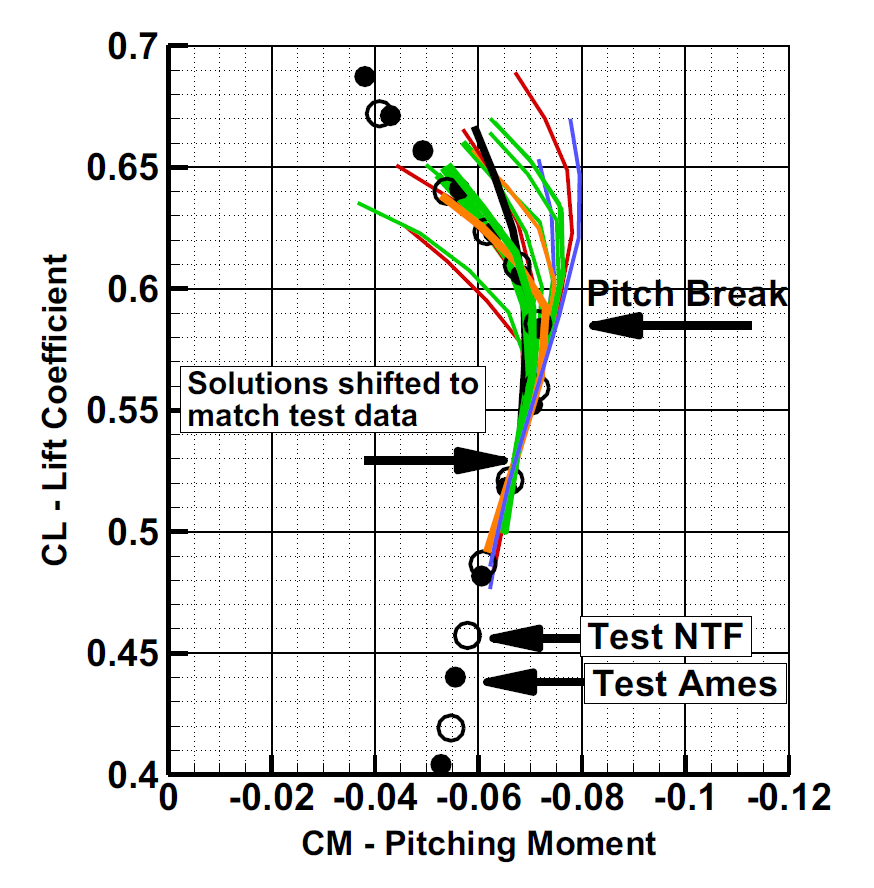 0.7
0.65
0.6
0.55
0.5
0.45
0.4
CL - Lift Coefficient
Pitch Break
Solutions shifted to
match test data
Test NTF
Test Ames
0 -0.02 -0.04 -0.06 -0.08 -0.1 -0.12
CM - Pitching Moment